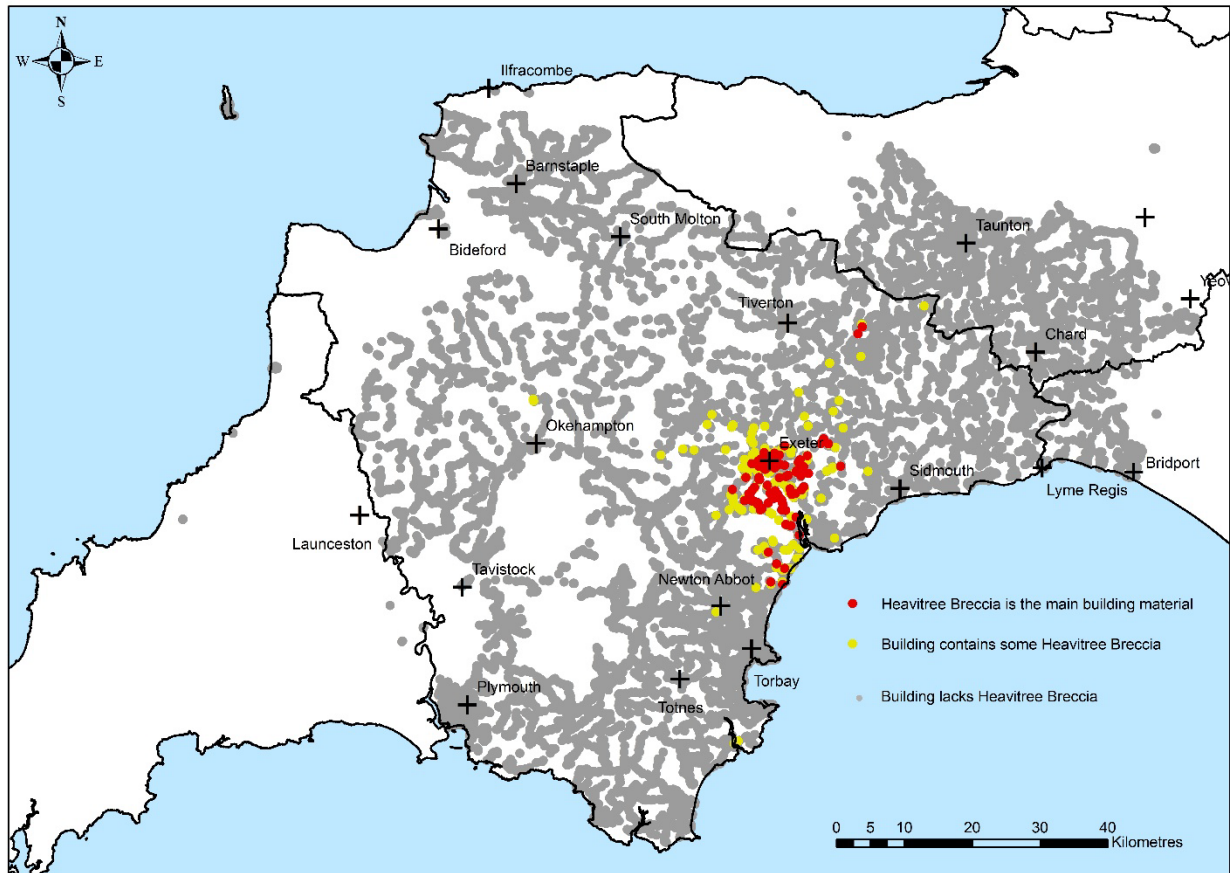 N
W E
S
Ilfracombe
Barnstaple
South Molton
Bideford
Taunton
Yeov
Tiverton
Chard
Okehampton
Exeter
Sidmouth
Lyme Regis
Bridport
Launceston
Tavistock
Newton Abbot
Torbay
Totnes
Plymouth
Heavitree Breccia is the main building material
Building contains some Heavitree Breccia
Building lacks Heavitree Breccia
0 5 10 20 30 40
Kilometres